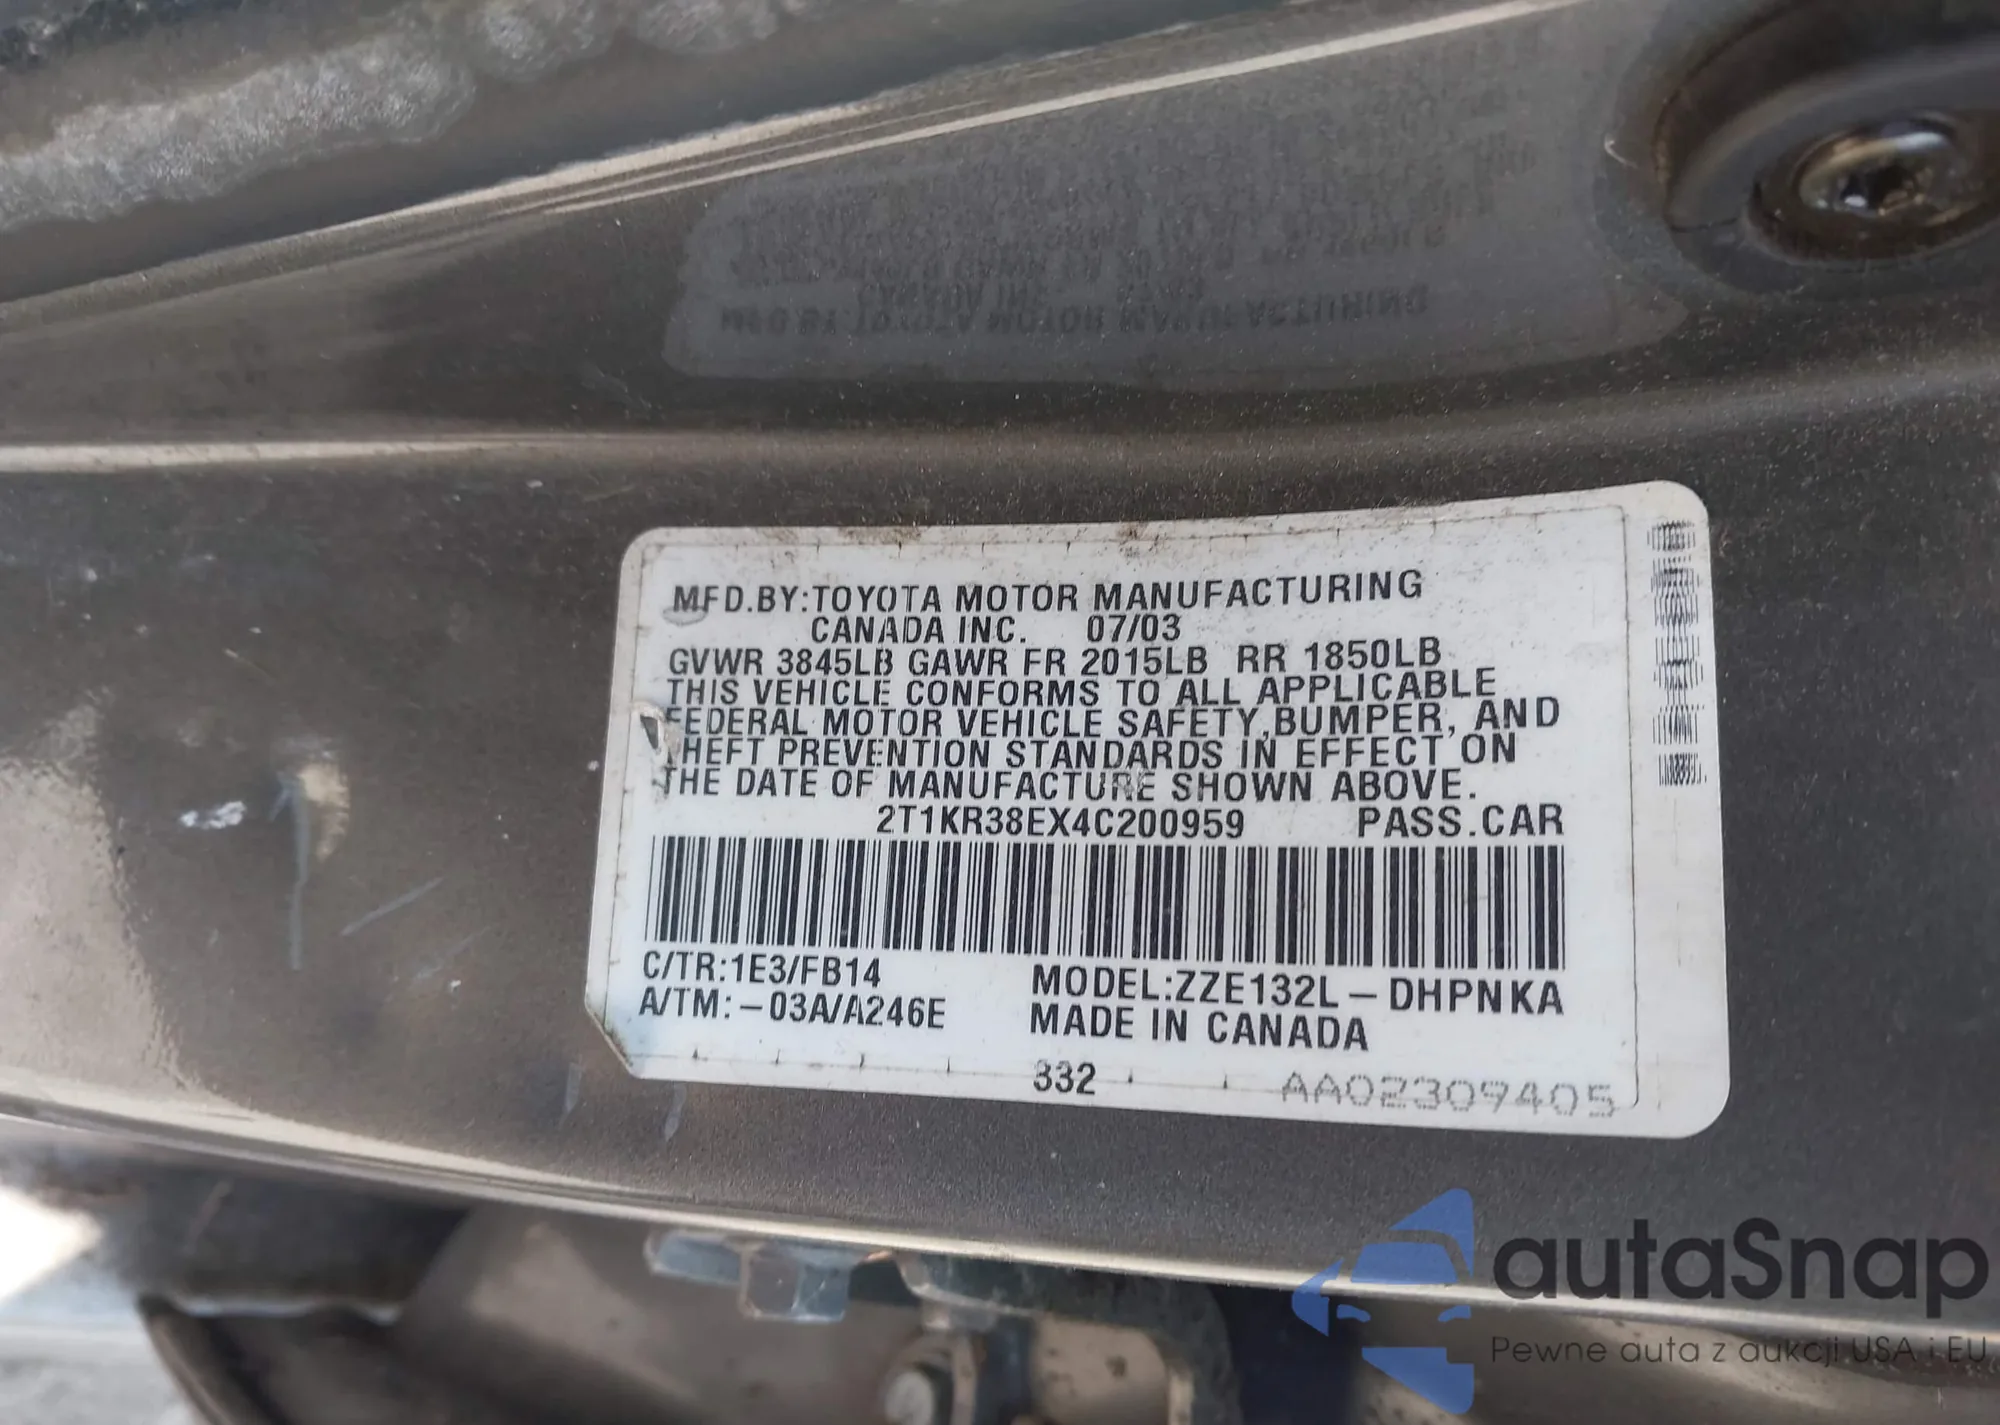 MFD.BY:TOYOTA MOTOR MANUFACTURING
CANADA INC. 07/03
GVWR 3845LB GAWR FR 2015LB RR 1850LB
THIS VEHICLE CONFORMS TO ALL APPLICABLE
FEDERAL MOTOR VEHICLE SAFETY,BUMPER, AND
THEFT PREVENTION STANDARDS IN EFFECT ON
THE DATE OF MANUFACTURE SHOWN ABOVE.
2T1KR38EX4C200959 PASS.CAR
C/TR:1E3/FB14 MODEL:ZZE132L-DHPNKA
A/TM:-03A/A246E MADE IN CANADA
332 AA02309405
autaSnap
Pewne auta z aukcji USA i EU